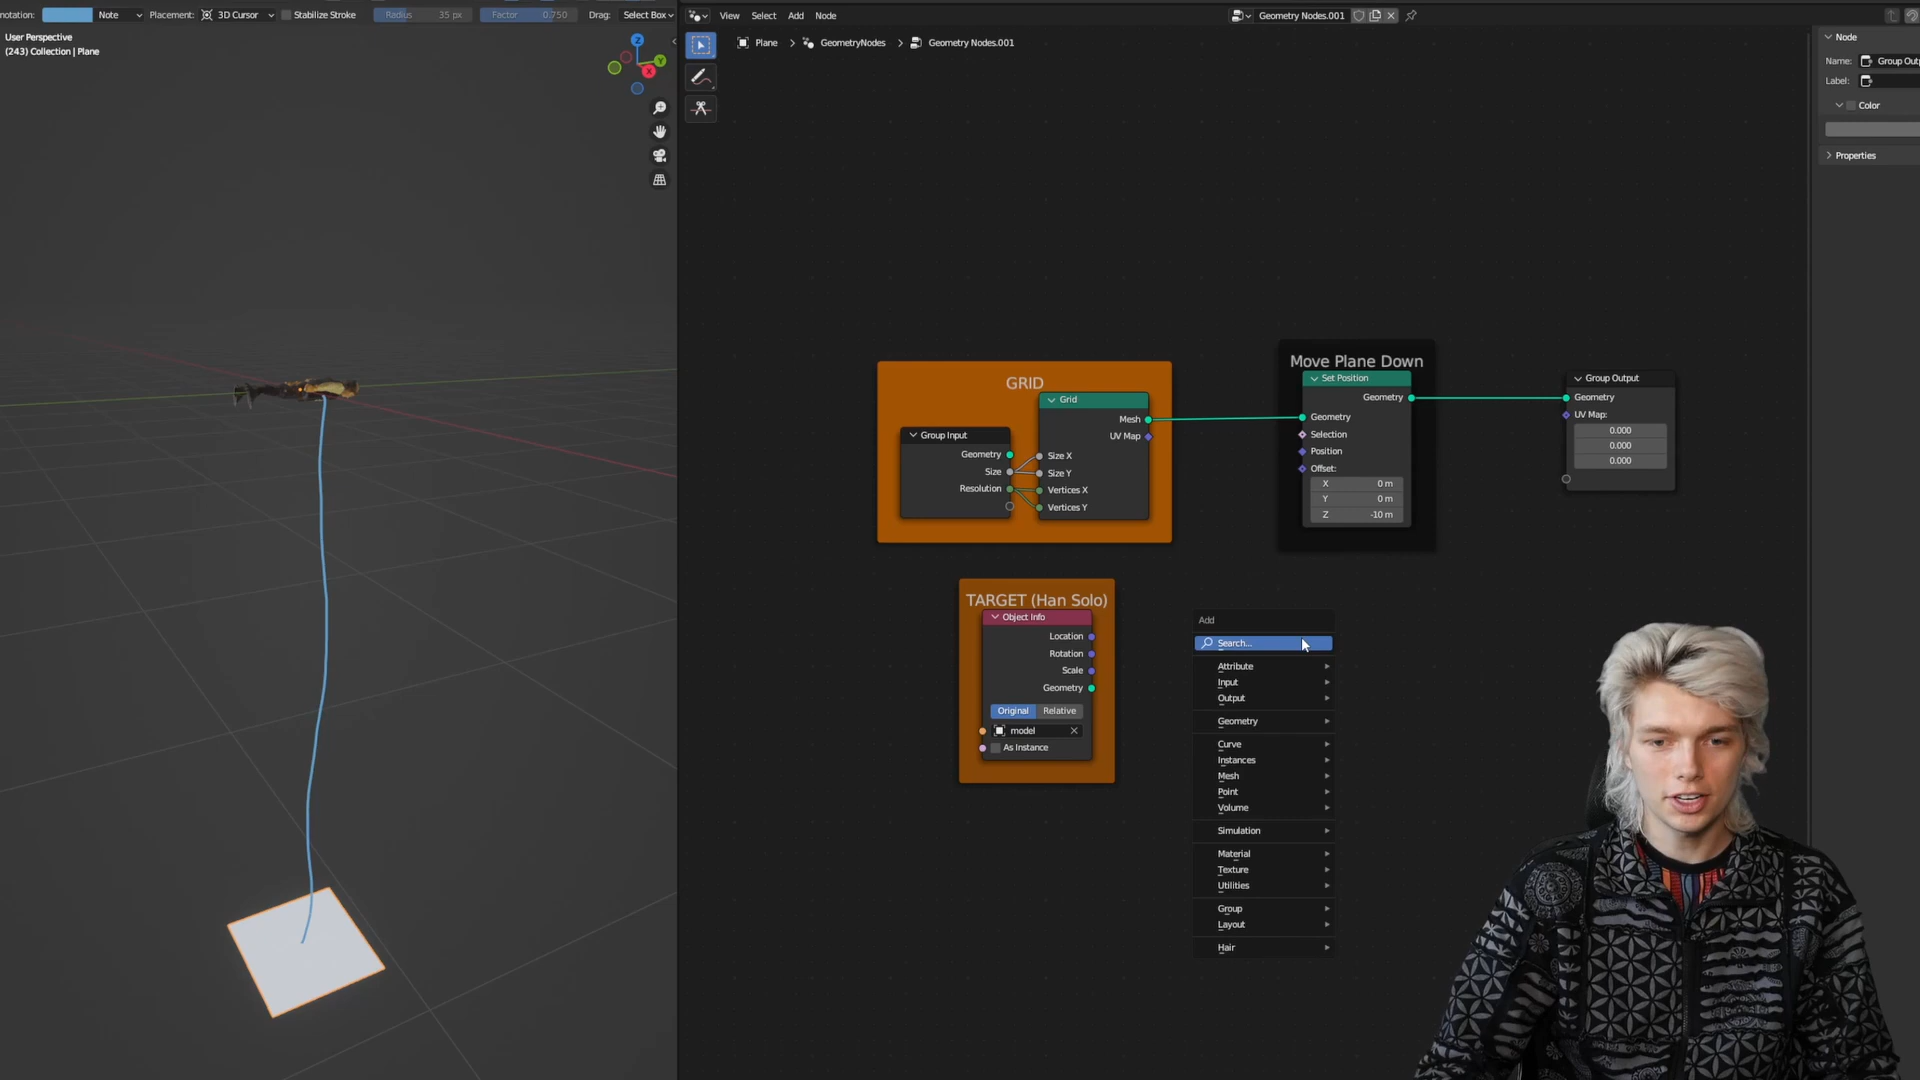 notation:
Note
Placement:
3D Cursor
Stabilize Stroke
Radius 35 px
Factor 0.750
Drag:
Select Box
User Perspective
(243) Collection | Plane
Z
Y
X
View
Select
Add
Node
Geometry Nodes.001
Plane
GeometryNodes
Geometry Nodes.001
Node
Name:
Group Out
Label:
Color
Properties
GRID
Grid
Mesh
UV Map
Size X
Size Y
Vertices X
Vertices Y
Group Input
Geometry
Size
Resolution
Move Plane Down
Set Position
Geometry
Geometry
Selection
Position
Offset:
X 0 m
Y 0 m
Z -10 m
Group Output
Geometry
UV Map:
0.000
0.000
0.000
TARGET (Han Solo)
Object Info
Location
Rotation
Scale
Geometry
Original
Relative
model
As Instance
Add
Search...
Attribute
Input
Output
Geometry
Curve
Instances
Mesh
Point
Volume
Simulation
Material
Texture
Utilities
Group
Layout
Hair